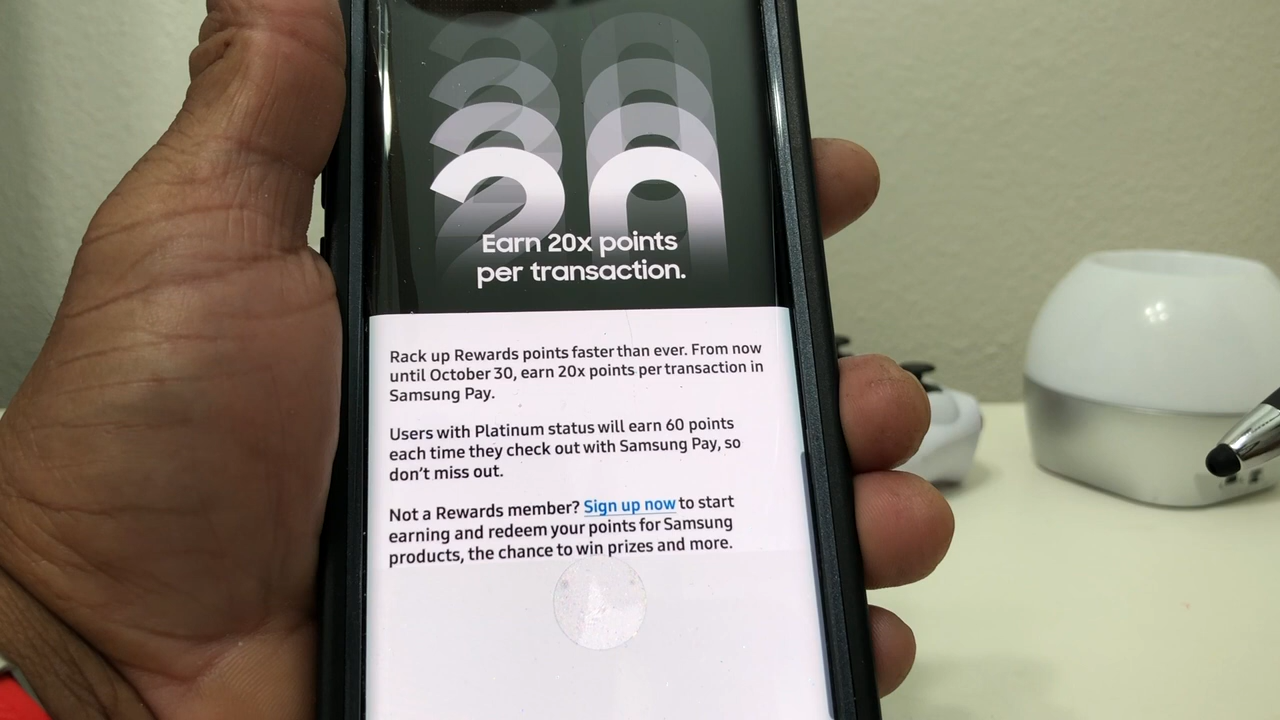 20
Earn 20x points
per transaction.
Rack up Rewards points faster than ever. From now
until October 30, earn 20x points per transaction in
Samsung Pay.
Users with Platinum status will earn 60 points
each time they check out with Samsung Pay, so
don't miss out.
Not a Rewards member? Sign up now to start
earning and redeem your points for Samsung
products, the chance to win prizes and more.